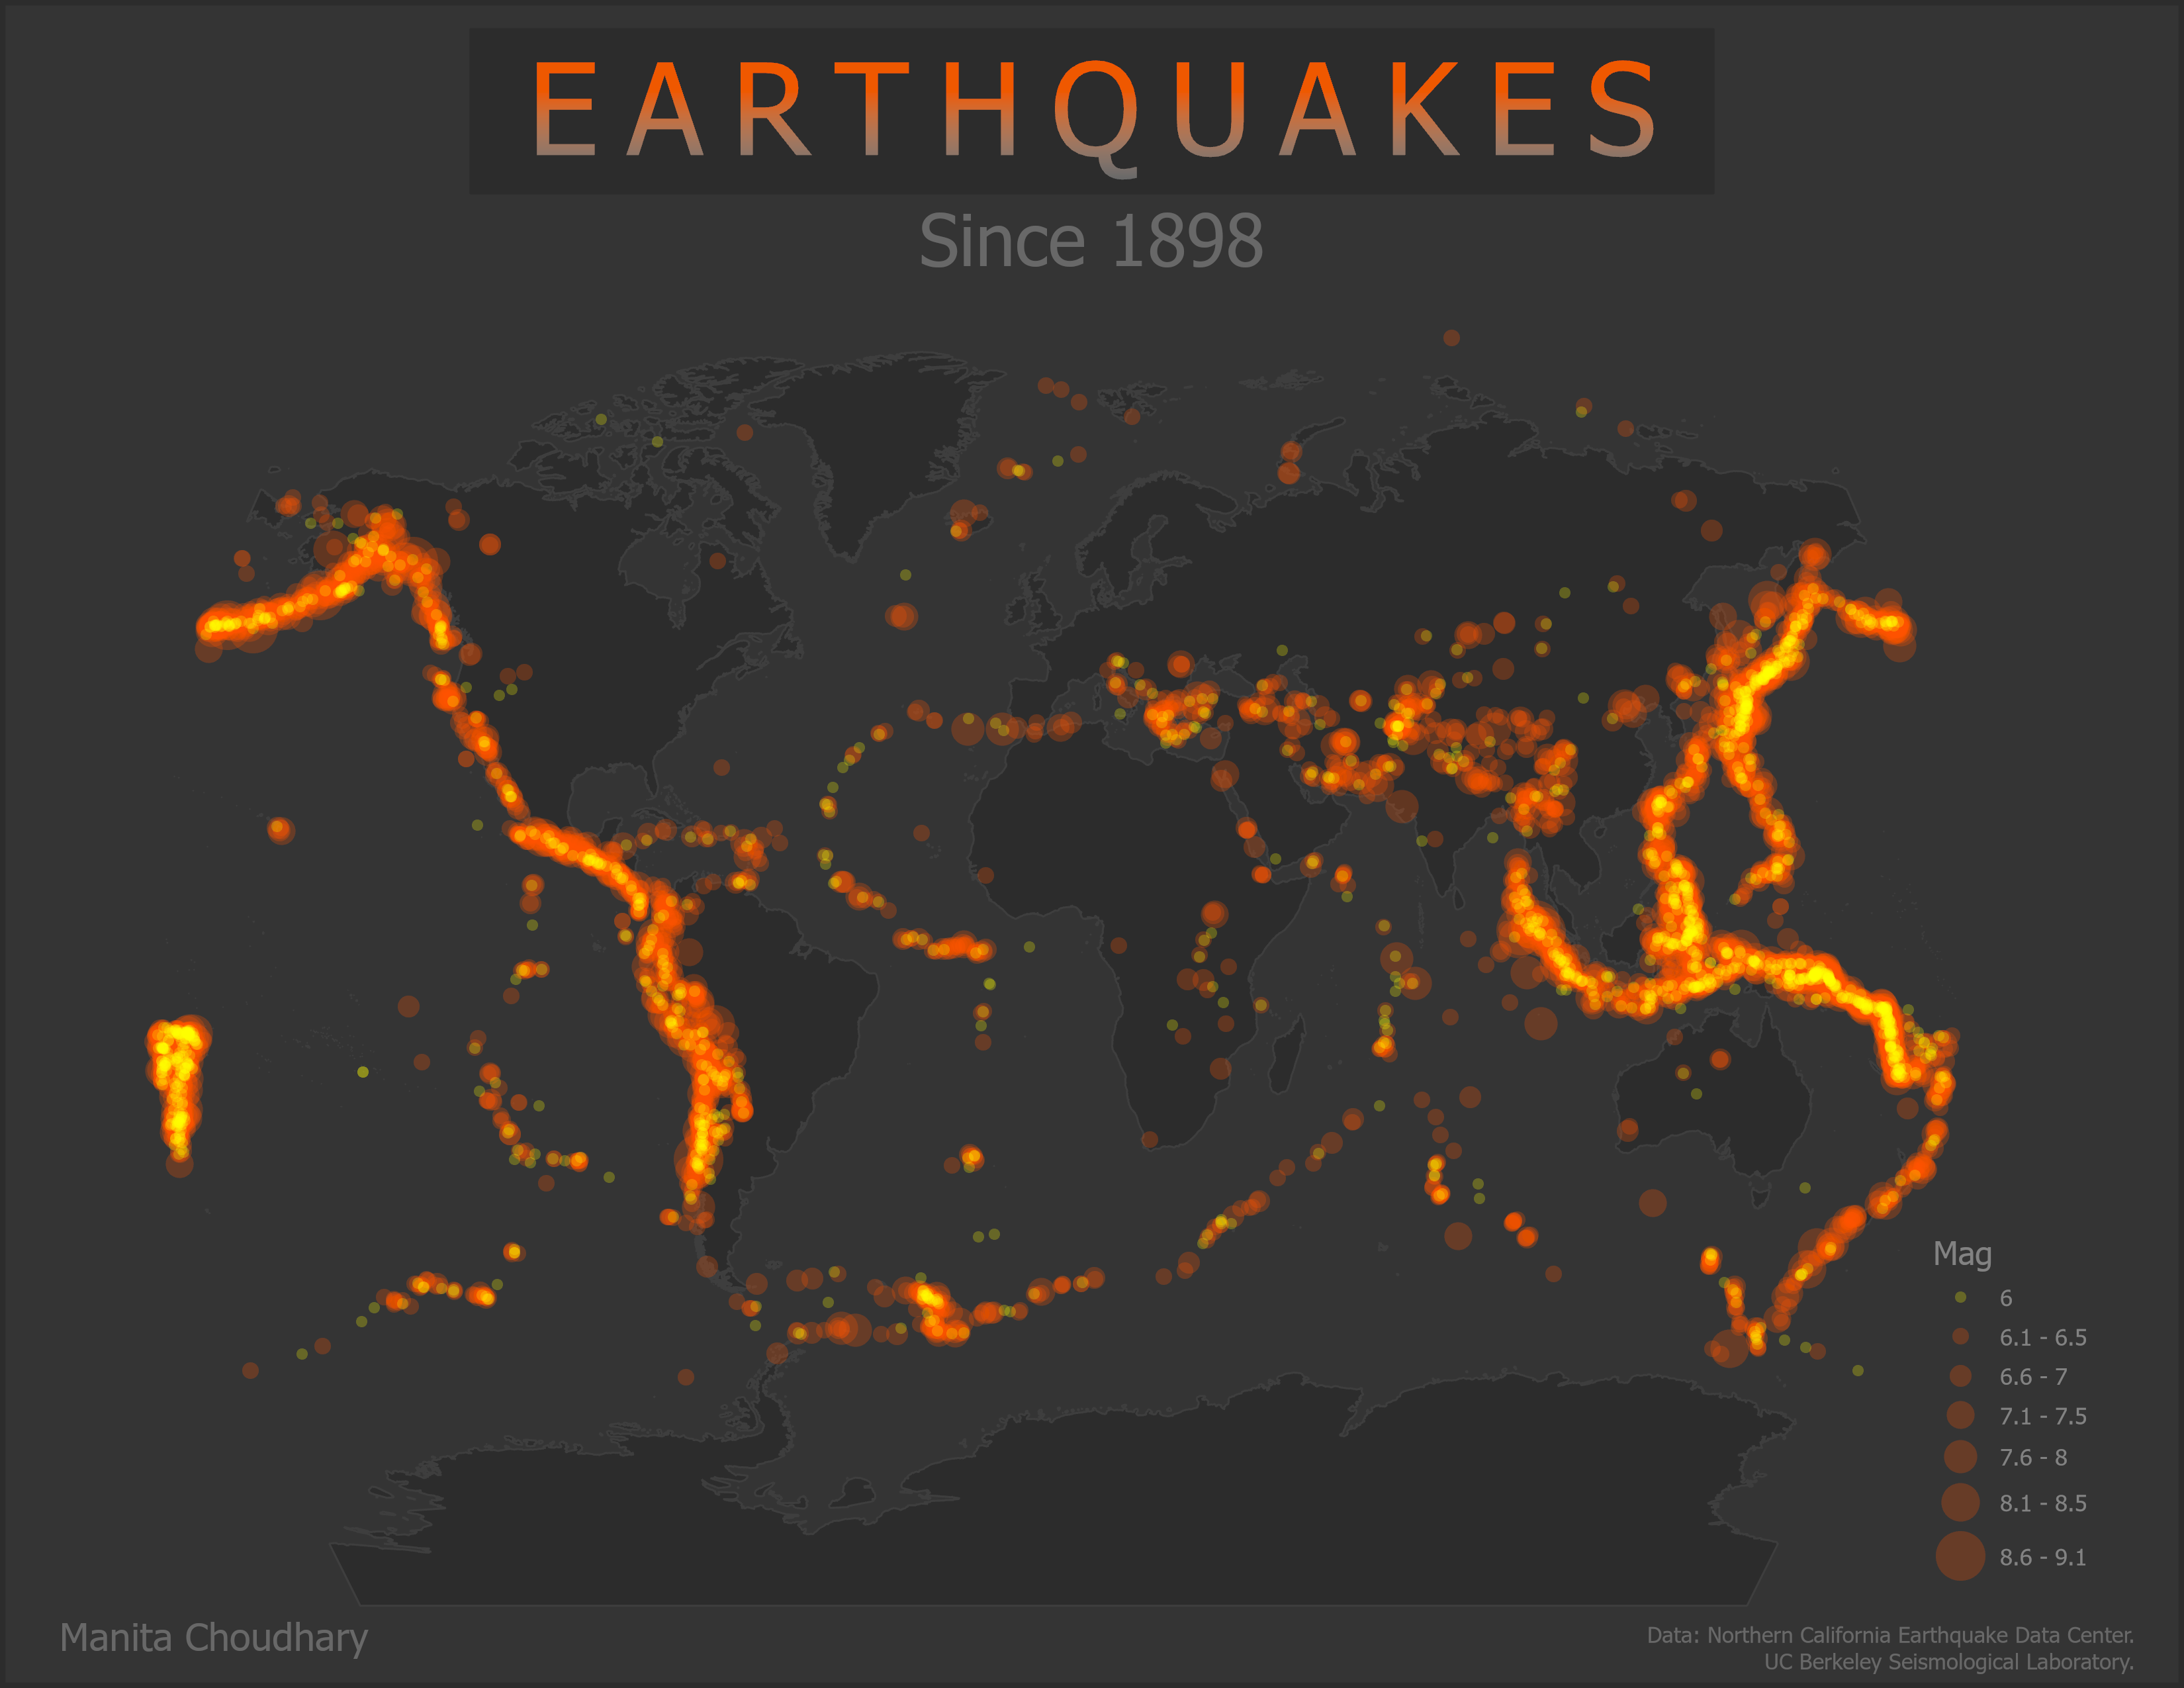 EARTHQUAKES
Since 1898
Mag
6
6.1 - 6.5
6.6 - 7
7.1 - 7.5
7.6 - 8
8.1 - 8.5
8.6 - 9.1
Manita Choudhary
Data: Northern California Earthquake Data Center.
UC Berkeley Seismological Laboratory.